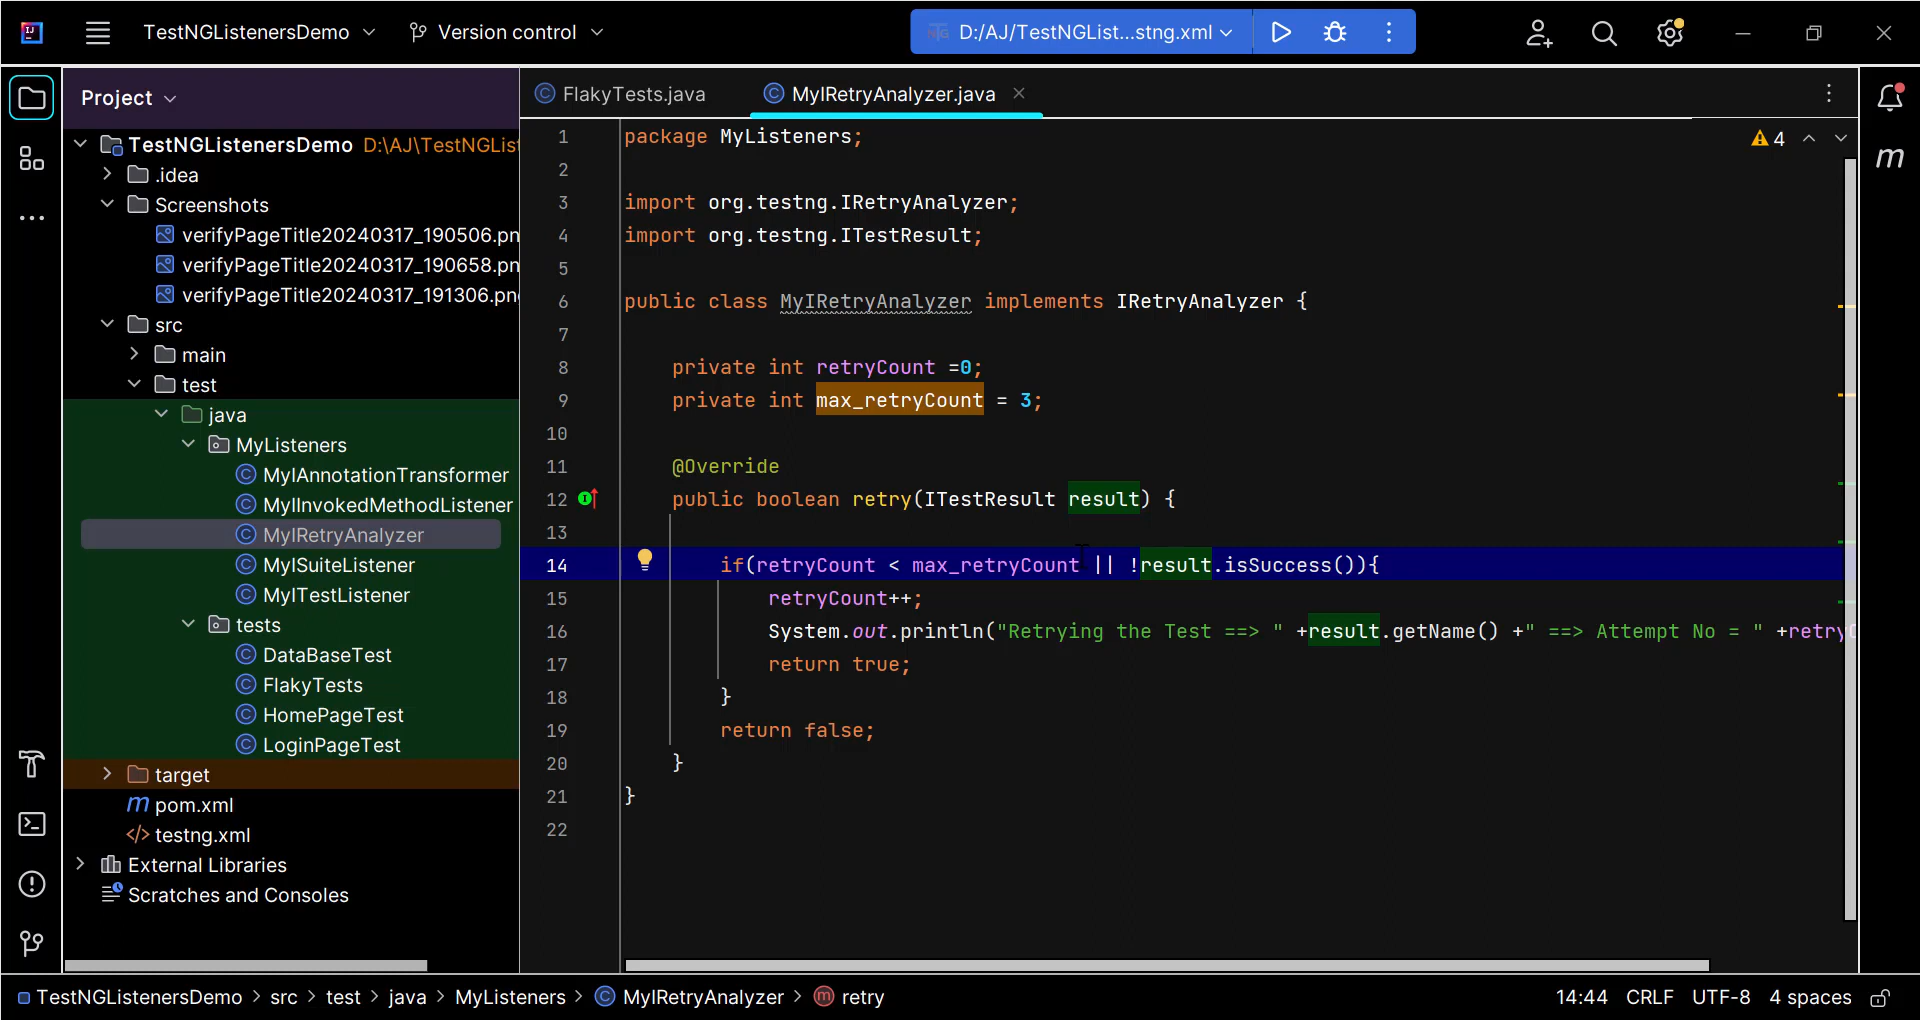 TestNGListenersDemo
Version control
D:/AJ/TestNGList...stng.xml
Project
TestNGListenersDemo D:\AJ\TestNGLis
.idea
Screenshots
verifyPageTitle20240317_190506.pn
verifyPageTitle20240317_190658.pn
verifyPageTitle20240317_191306.pn
src
main
test
java
MyListeners
MyIAnnotationTransformer
MyIInvokedMethodListener
MyIRetryAnalyzer
MyISuiteListener
MyITestListener
tests
DataBaseTest
FlakyTests
HomePageTest
LoginPageTest
target
pom.xml
testng.xml
External Libraries
Scratches and Consoles
FlakyTests.java
MyIRetryAnalyzer.java
4
1 package MyListeners;
2
3 import org.testng.IRetryAnalyzer;
4 import org.testng.ITestResult;
5
6 public class MyIRetryAnalyzer implements IRetryAnalyzer {
7
8 private int retryCount =0;
9 private int max_retryCount = 3;
10
11 @Override
12 public boolean retry(ITestResult result) {
13
14 if(retryCount < max_retryCount || !result.isSuccess()){
15 retryCount++;
16 System.out.println("Retrying the Test ==> " +result.getName() +" ==> Attempt No = " +retry
17 return true;
18 }
19 return false;
20 }
21 }
22
TestNGListenersDemo > src > test > java > MyListeners > MyIRetryAnalyzer > retry
14:44 CRLF UTF-8 4 spaces